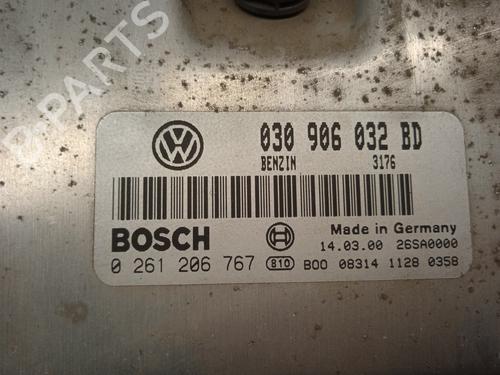 B-PARTS
030 906 032 BD
BENZIN 3176
BOSCH
Made in Germany
14.03.00 26SA0000
0 261 206 767 810 B00 08314 1128 0358